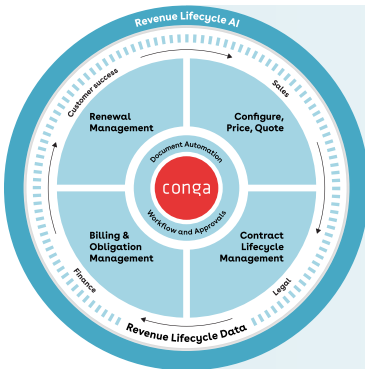 Revenue Lifecycle AI
Customer success
Sales
Renewal
Management
Configure,
Price, Quote
Document Automation
conga
Workflow and Approvals
Billing &
Obligation
Management
Contract
Lifecycle
Management
Finance
Legal
Revenue Lifecycle Data